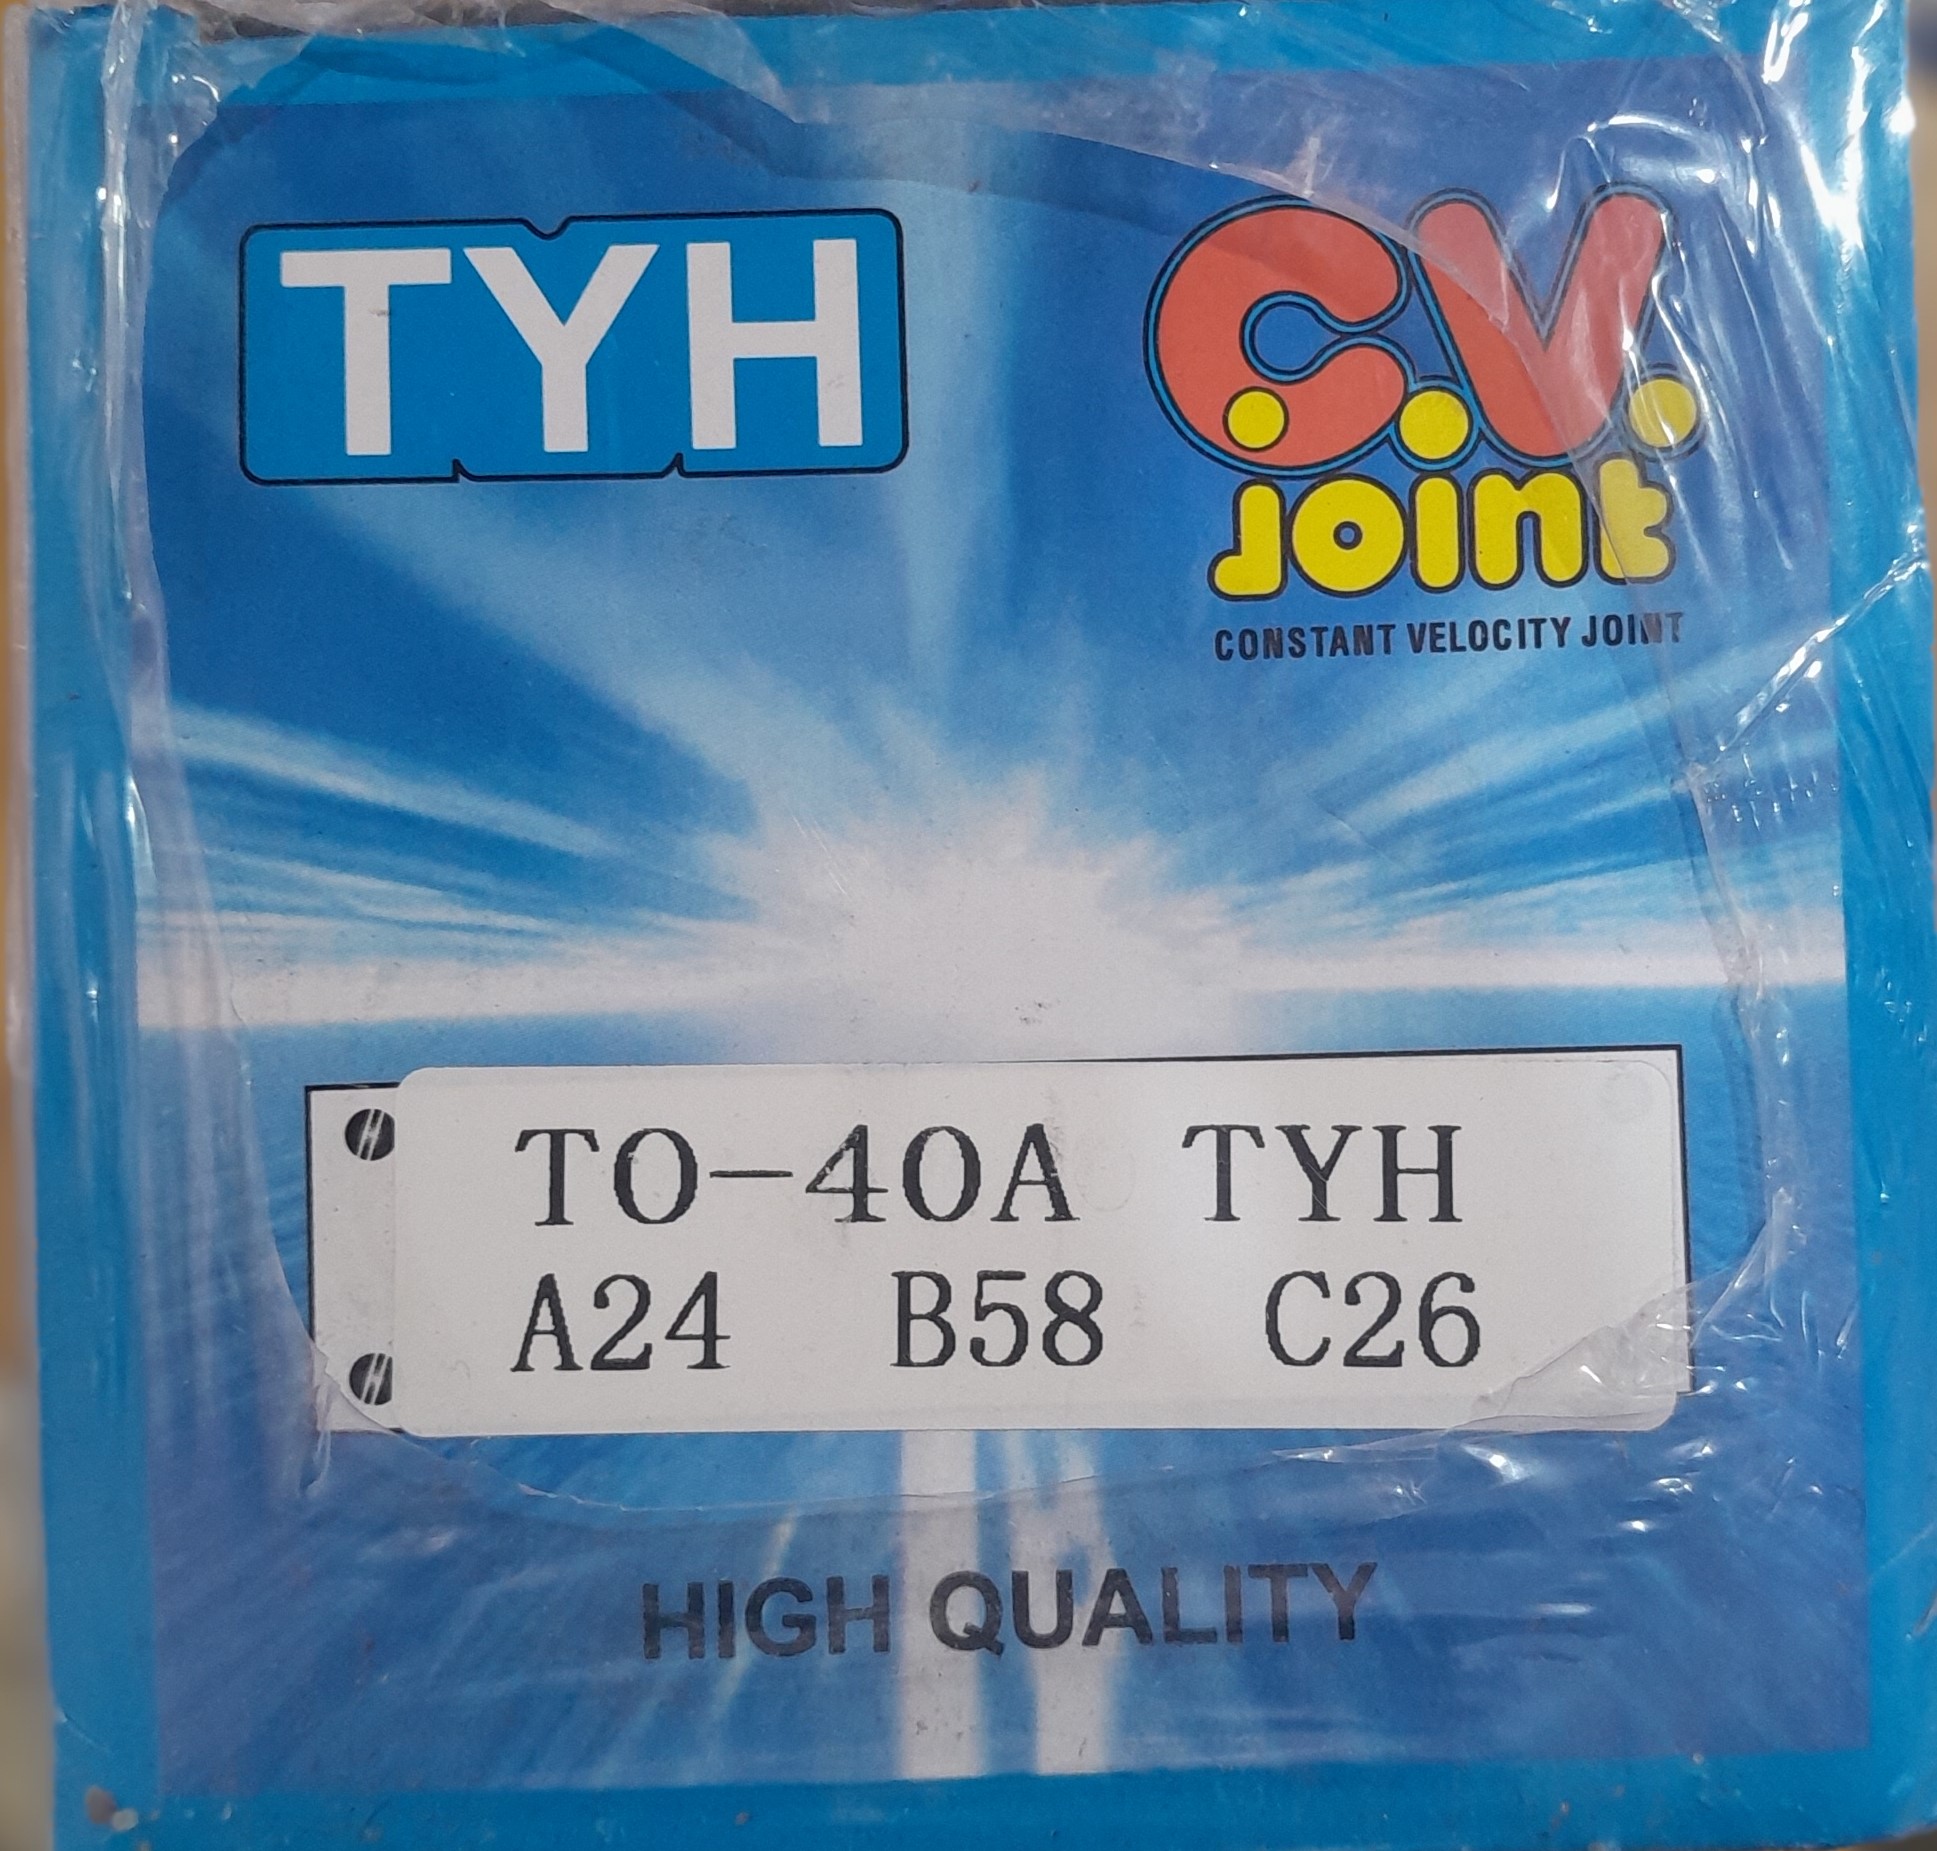 TYH
C.V.
Joint
CONSTANT VELOCITY JOINT
TO-40A TYH
A24 B58 C26
HIGH QUALITY